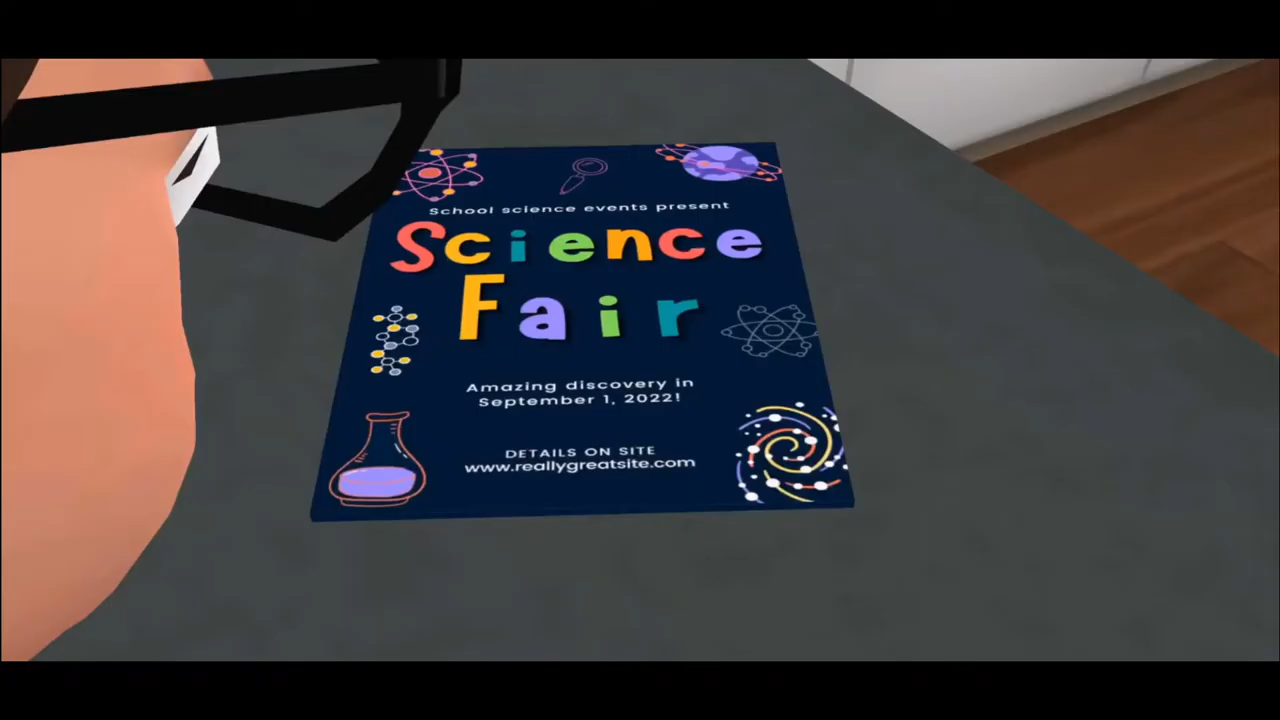 School science events present
Science
Fair
Amazing discovery in
September 1, 2022!
DETAILS ON SITE
www.reallygreatsite.com